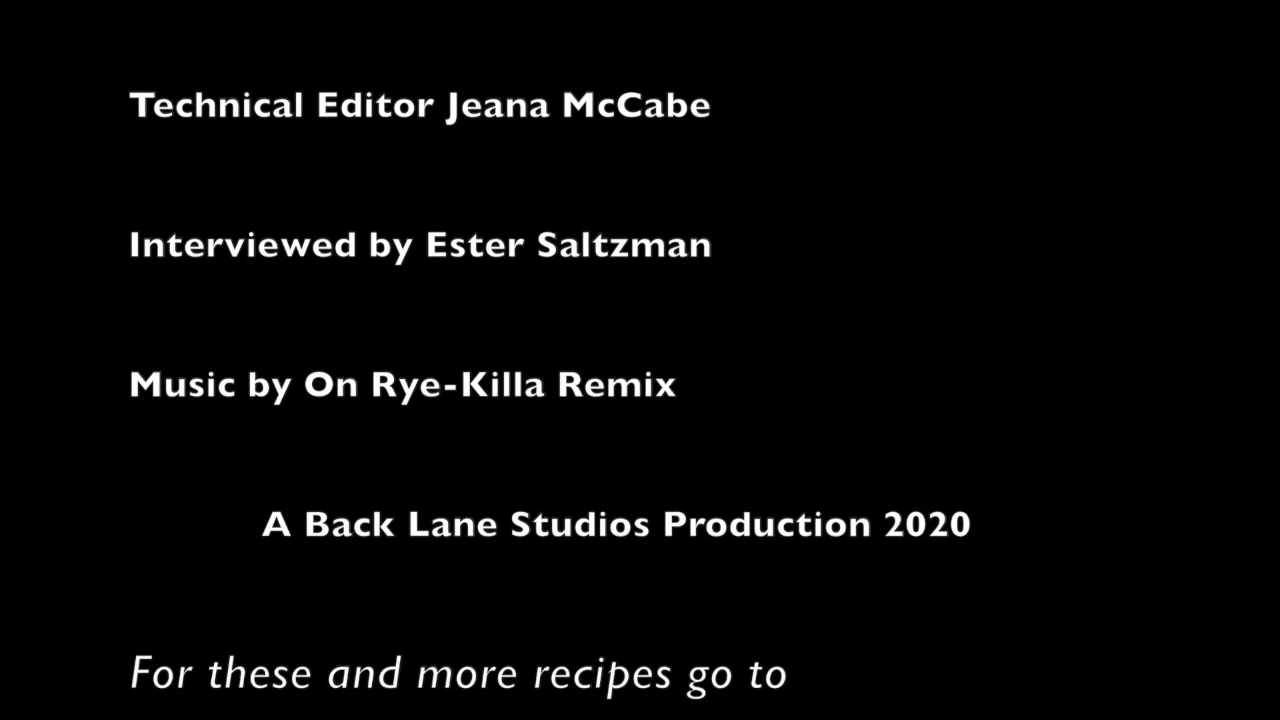 Technical Editor Jeana McCabe
Interviewed by Ester Saltzman
Music by On Rye-Killa Remix
A Back Lane Studios Production 2020
For these and more recipes go to